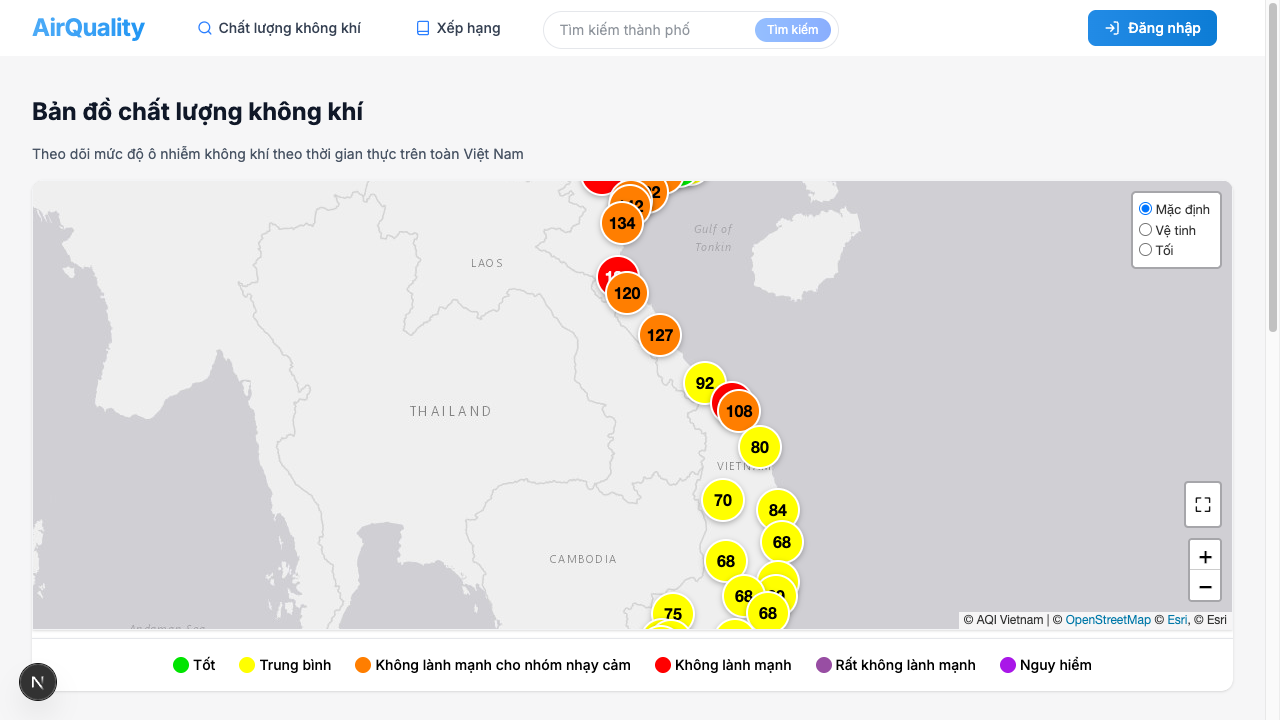 AirQuality
Chất lượng không khí
Xếp hạng
Tìm kiếm thành phố
Tìm kiếm
Đăng nhập
Bản đồ chất lượng không khí
Theo dõi mức độ ô nhiễm không khí theo thời gian thực trên toàn Việt Nam
134
Gulf of
Tonkin
Mặc định
Vệ tinh
Tối
LAOS
120
127
92
108
THAILAND
80
VIETNAM
70
84
68
68
CAMBODIA
68
68
75
+
−
© AQI Vietnam | © OpenStreetMap © Esri, © Esri
Andaman Sea
Tốt
Trung bình
Không lành mạnh cho nhóm nhạy cảm
Không lành mạnh
Rất không lành mạnh
Nguy hiểm
N